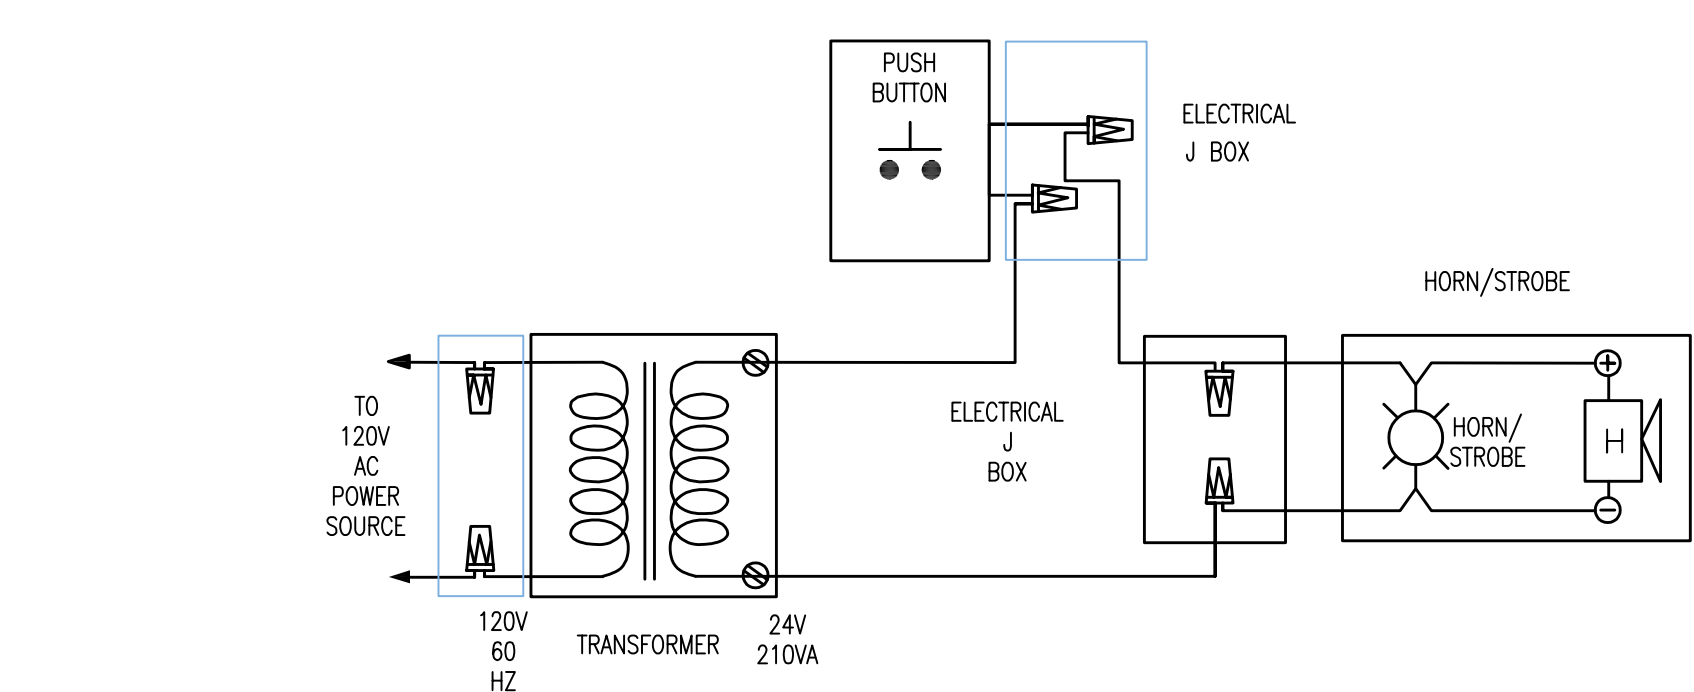 PUSH
BUTTON
ELECTRICAL
J BOX
HORN/STROBE
TO
120V
AC
POWER
SOURCE
ELECTRICAL
J
BOX
HORN/
STROBE
H
+
−
120V
60
HZ
TRANSFORMER
24V
210VA